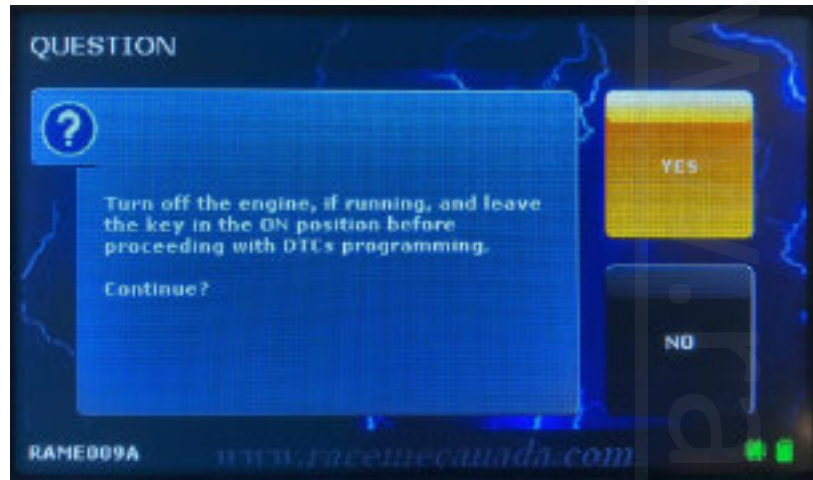 QUESTION
?
Turn off the engine, if running, and leave
the key in the ON position before
proceeding with DTCs programming.
Continue?
YES
NO
RAME009A
www.racemecanada.com
w.ra